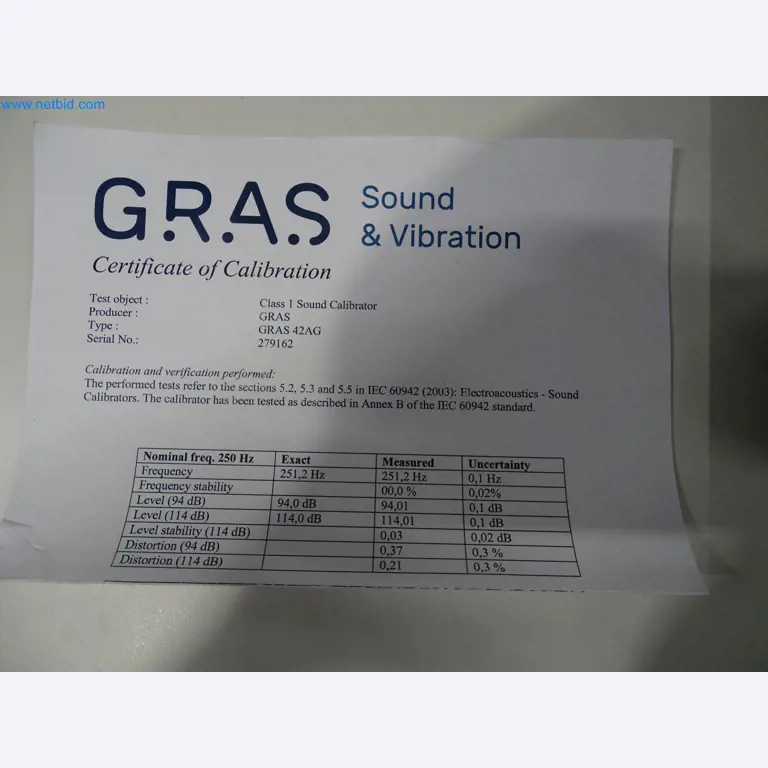 www.netbid.com
GRAS Sound
& Vibration
Certificate of Calibration
Test object : Class 1 Sound Calibrator
Producer : GRAS
Type : GRAS 42AG
Serial No.: 279162
Calibration and verification performed:
The performed tests refer to the sections 5.2, 5.3 and 5.5 in IEC 60942 (2003): Electroacoustics - Sound
Calibrators. The calibrator has been tested as described in Annex B of the IEC 60942 standard.
Nominal freq. 250 Hz Exact Measured Uncertainty
Frequency 251,2 Hz 251,2 Hz 0,1 Hz
Frequency stability 00,0 % 0,02%
Level (94 dB) 94,0 dB 94,01 0,1 dB
Level (114 dB) 114,0 dB 114,01 0,1 dB
Level stability (114 dB) 0,03 0,02 dB
Distortion (94 dB) 0,37 0,3 %
Distortion (114 dB) 0,21 0,3 %